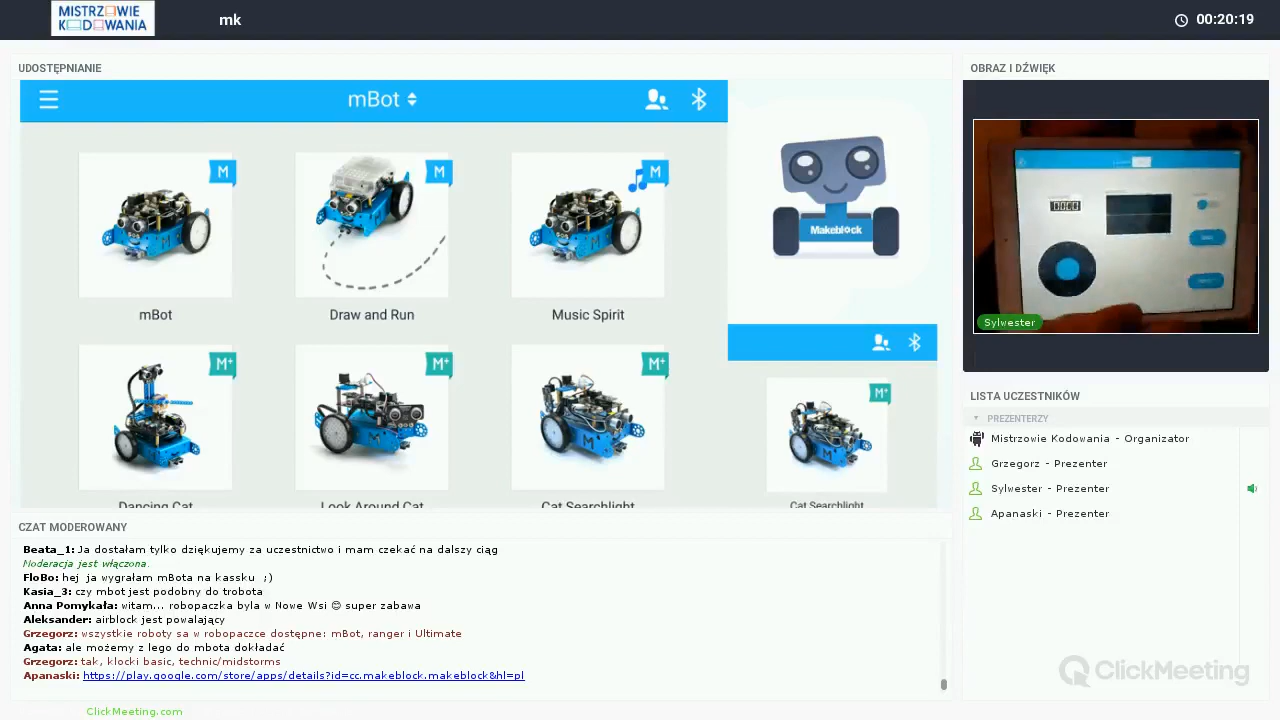 MISTRZOWIE
KODOWANIA
mk
00:20:19
UDOSTĘPNIANIE
mBot
M
M
M
mBot
Draw and Run
Music Spirit
M+
M+
M+
Dancing Cat
Look Around Cat
Cat Searchlight
Makeblock
M+
Cat Searchlight
OBRAZ I DŹWIĘK
Sylwester
LISTA UCZESTNIKÓW
PREZENTERZY
Mistrzowie Kodowania - Organizator
Grzegorz - Prezenter
Sylwester - Prezenter
Apanaski - Prezenter
CZAT MODEROWANY
Beata_1: Ja dostałam tylko dziękujemy za uczestnictwo i mam czekać na dalszy ciąg
Moderacja jest włączona.
FloBo: hej ja wygrałam mBota na kassku ;)
Kasia_3: czy mbot jest podobny do trobota
Anna Pomykała: witam... robopaczka byla w Nowe Wsi 😊 super zabawa
Aleksander: airblock jest powalający
Grzegorz: wszystkie roboty sa w robopaczce dostępne: mBot, ranger i Ultimate
Agata: ale możemy z lego do mbota dokładać
Grzegorz: tak, klocki basic, technic/midstorms
Apanaski: https://play.google.com/store/apps/details?id=cc.makeblock.makeblock&hl=pl
ClickMeeting
ClickMeeting.com